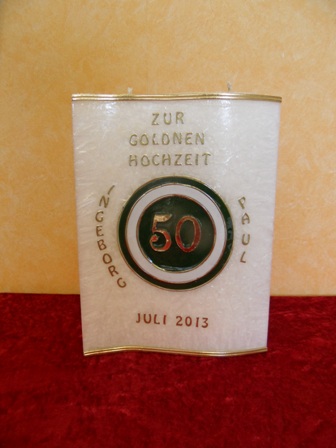 ZUR
GOLDNEN
HOCHZEIT
INGEBORG
50
PAUL
JULI 2013